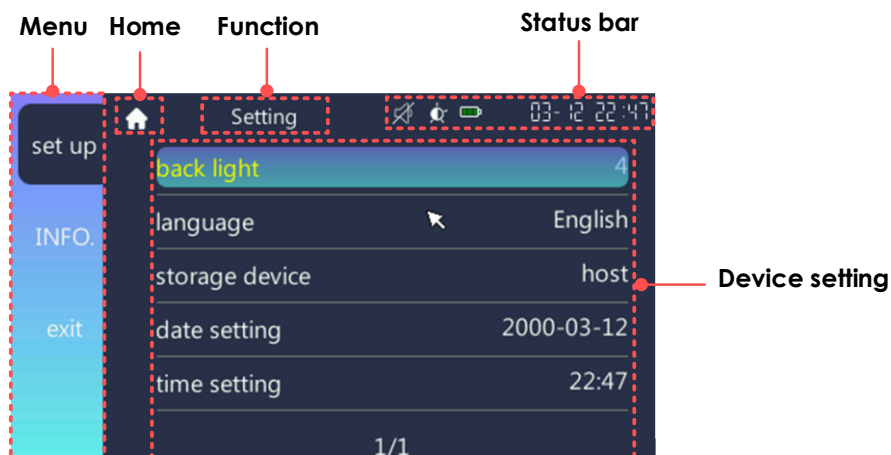 Menu Home Function Status bar
Setting 03-12 22:47
set up
back light 4
language English
INFO.
storage device host
Device setting
exit
date setting 2000-03-12
time setting 22:47
1/1